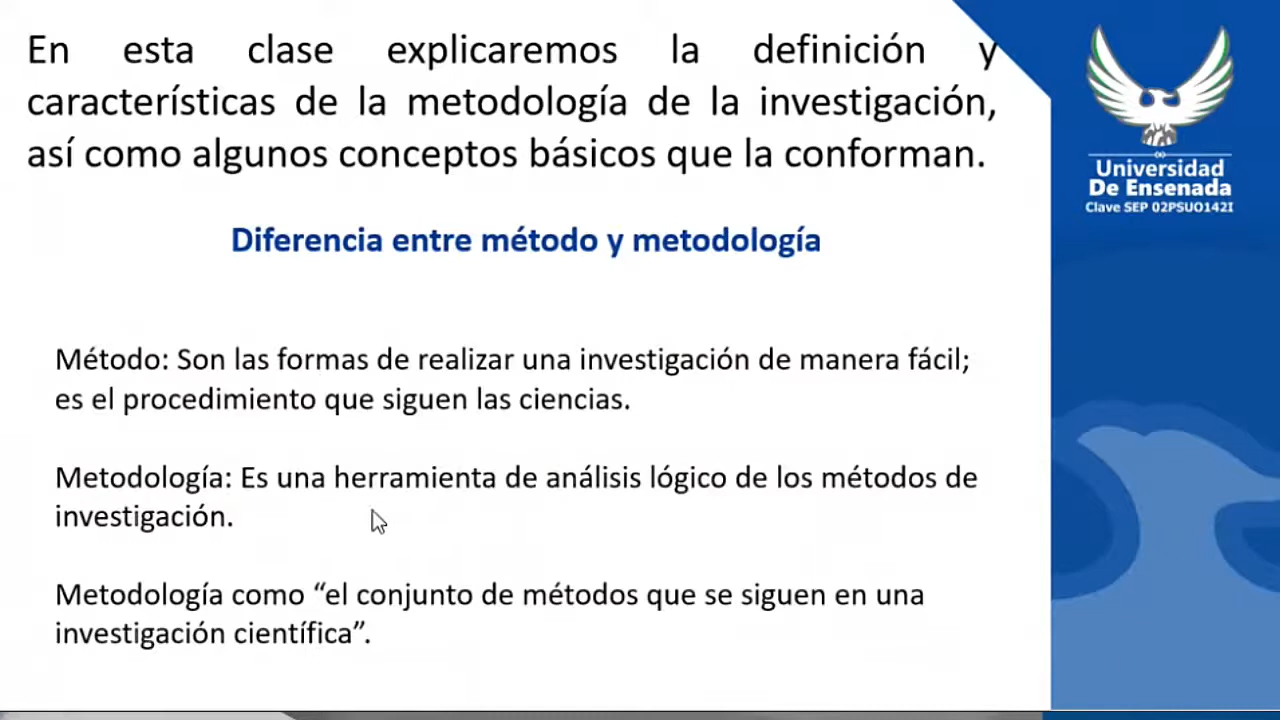 En esta clase explicaremos la definición y
características de la metodología de la investigación,
así como algunos conceptos básicos que la conforman.
Diferencia entre método y metodología
Método: Son las formas de realizar una investigación de manera fácil;
es el procedimiento que siguen las ciencias.
Metodología: Es una herramienta de análisis lógico de los métodos de
investigación.
Metodología como “el conjunto de métodos que se siguen en una
investigación científica”.
Universidad
De Ensenada
Clave SEP 02PSU0142I